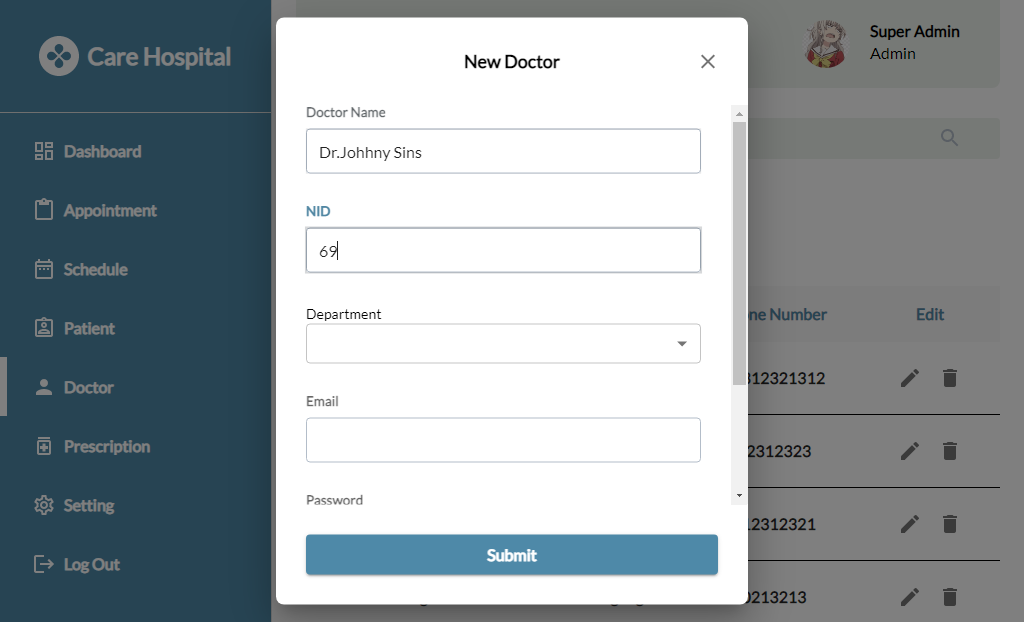 Care Hospital
Dashboard
Appointment
Schedule
Patient
Doctor
Prescription
Setting
Log Out
Super Admin
Admin
New Doctor
Doctor Name
Dr.Johhny Sins
NID
69
Department
Email
Password
Submit
Number
Edit
312321312
2312323
12312321
0213213